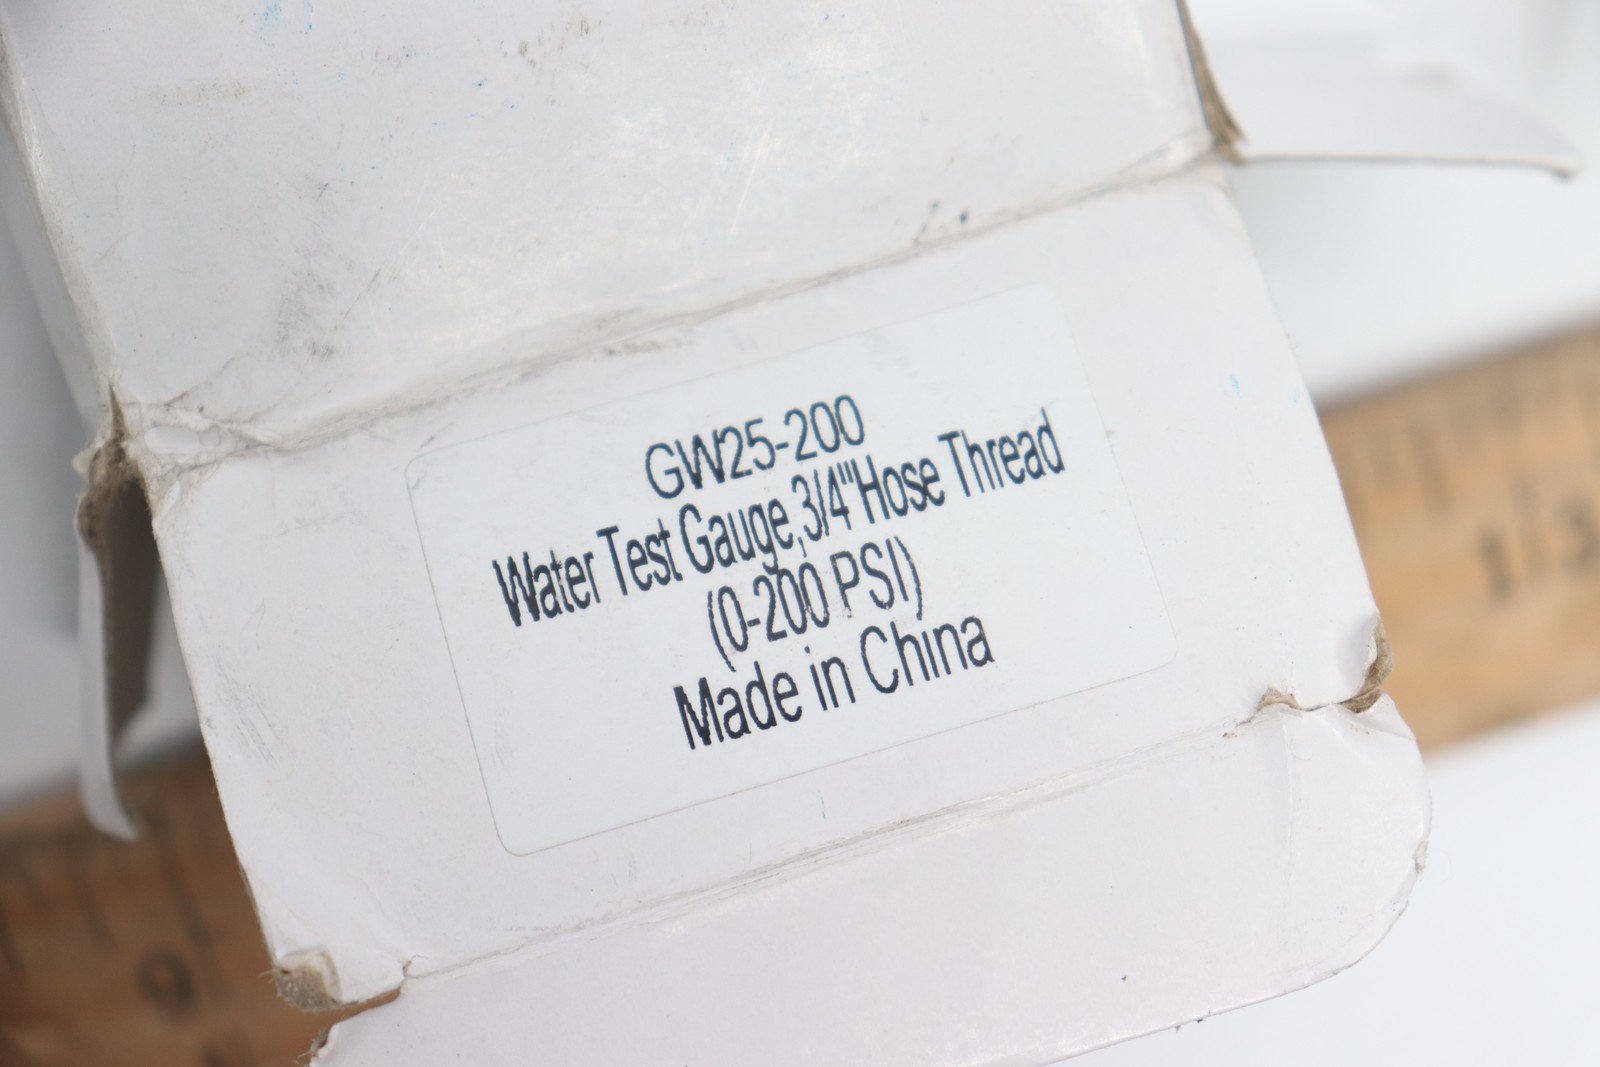 GW25-200
Water Test Gauge,3/4"Hose Thread
(0-200 PSI)
Made in China